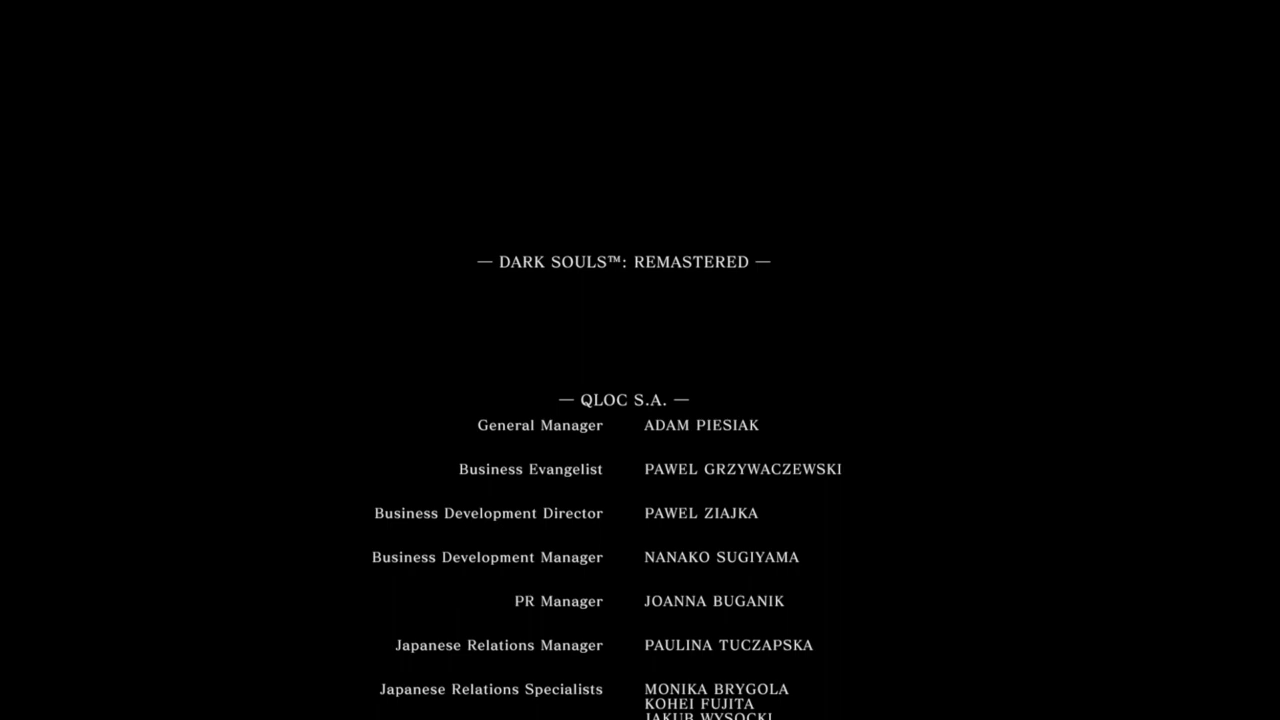 — DARK SOULS™: REMASTERED —
— QLOC S.A. —
General Manager ADAM PIESIAK
Business Evangelist PAWEL GRZYWACZEWSKI
Business Development Director PAWEL ZIAJKA
Business Development Manager NANAKO SUGIYAMA
PR Manager JOANNA BUGANIK
Japanese Relations Manager PAULINA TUCZAPSKA
Japanese Relations Specialists MONIKA BRYGOLA
KOHEI FUJITA
JAKUB WYSOCKI